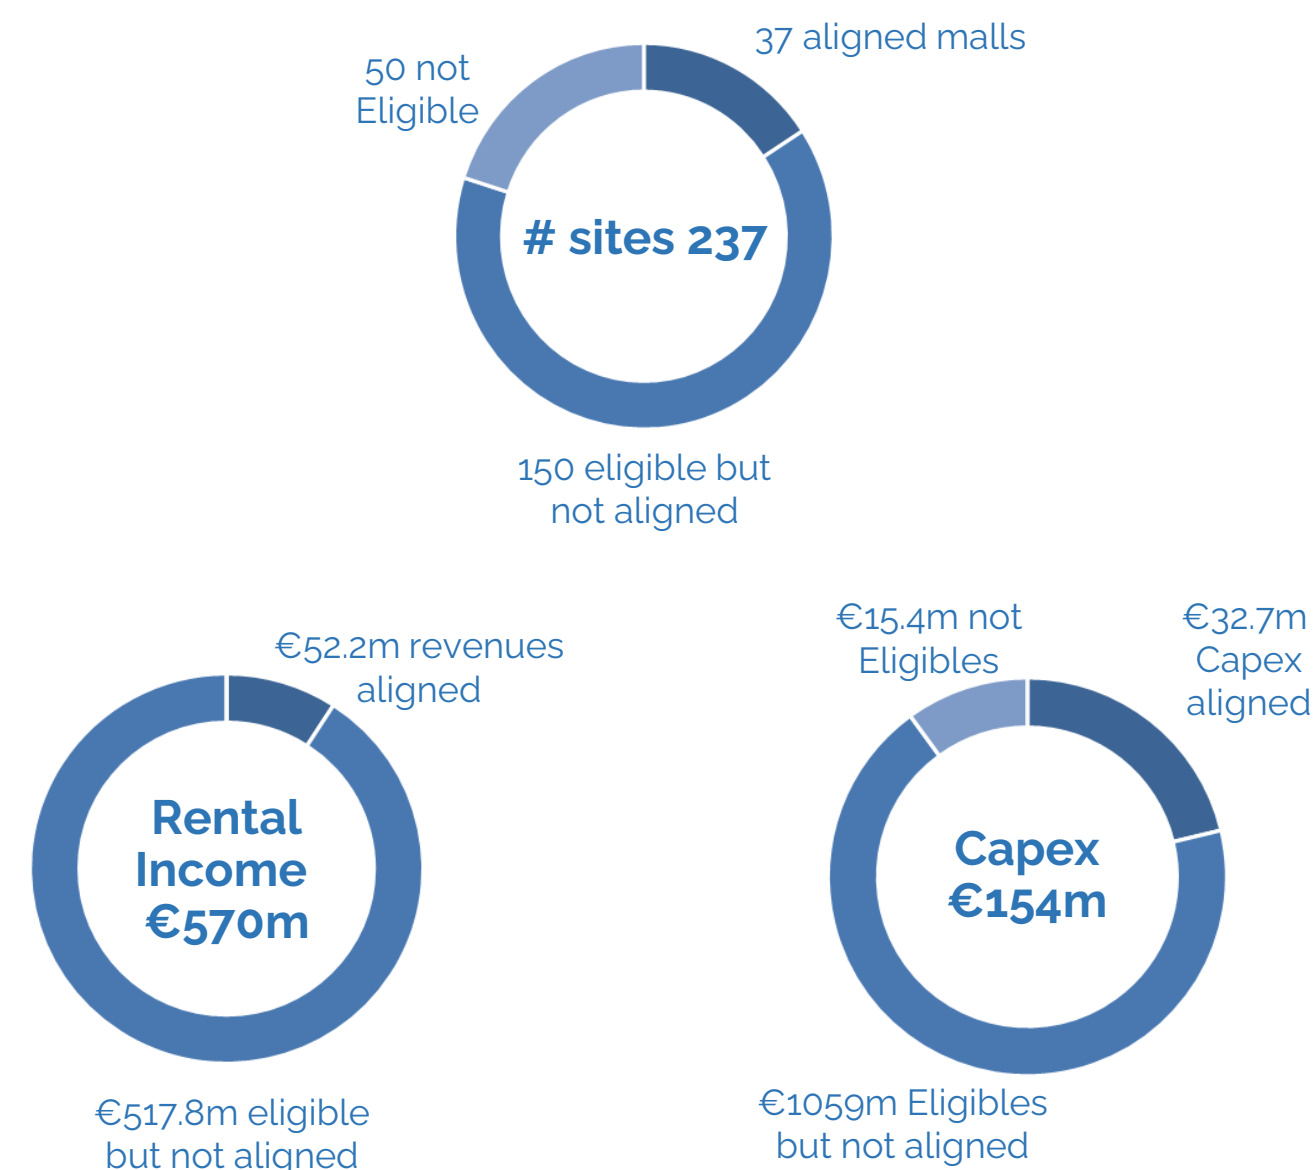 37 aligned malls
50 not
Eligible
# sites 237
150 eligible but
not aligned
€52.2m revenues
aligned
Rental
Income
€570m
€517.8m eligible
but not aligned
€15.4m not
Eligibles
€32.7m
Capex
aligned
Capex
€154m
€1059m Eligibles
but not aligned